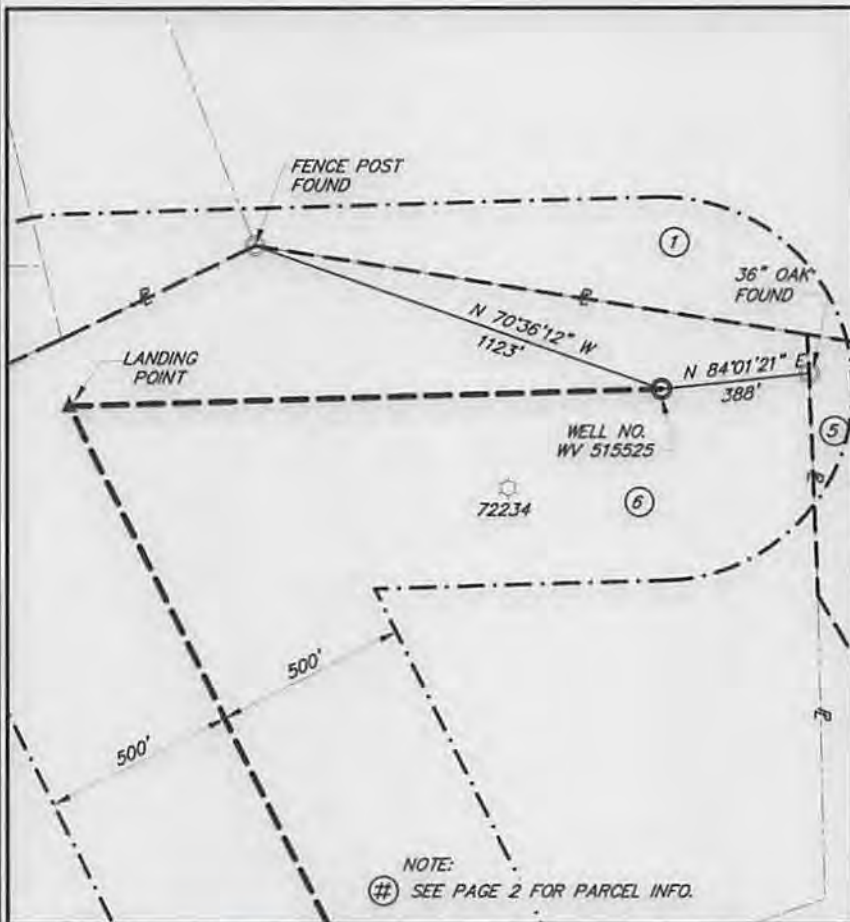 FENCE POST
FOUND
1
36" OAK
FOUND
N 70°36'12" W
1123'
LANDING
POINT
N 84°01'21" E
388'
WELL NO.
WV 515525
5
72234
6
500'
500'
NOTE:
# SEE PAGE 2 FOR PARCEL INFO.